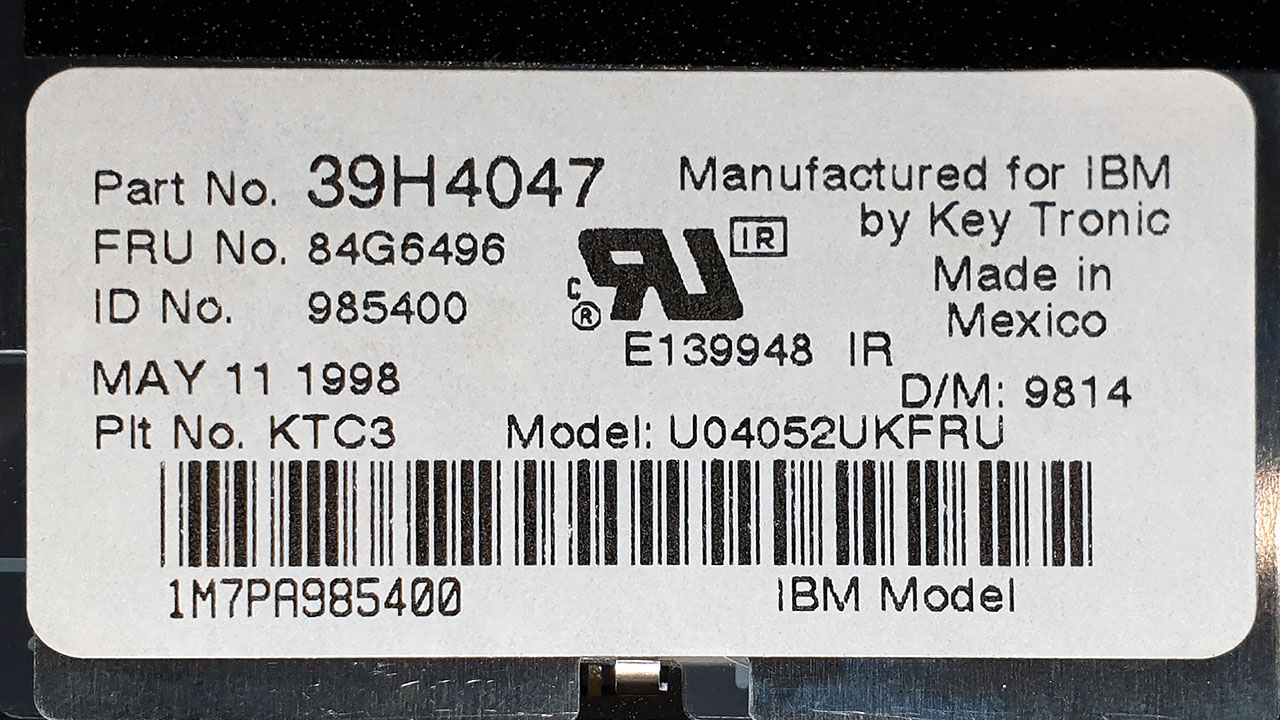 Part No. 39H4047
FRU No. 84G6496
ID No. 985400
MAY 11 1998
Plt No. KTC3
Manufactured for IBM
by Key Tronic
Made in
Mexico
IR
C
®
E139948 IR
D/M: 9814
Model: U04052UKFRU
1M7PA985400
IBM Model